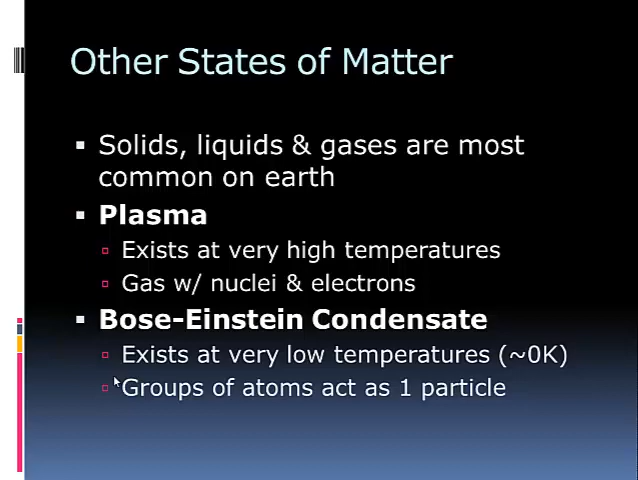 Other States of Matter
Solids, liquids & gases are most
common on earth
Plasma
Exists at very high temperatures
Gas w/ nuclei & electrons
Bose-Einstein Condensate
Exists at very low temperatures (~0K)
Groups of atoms act as 1 particle